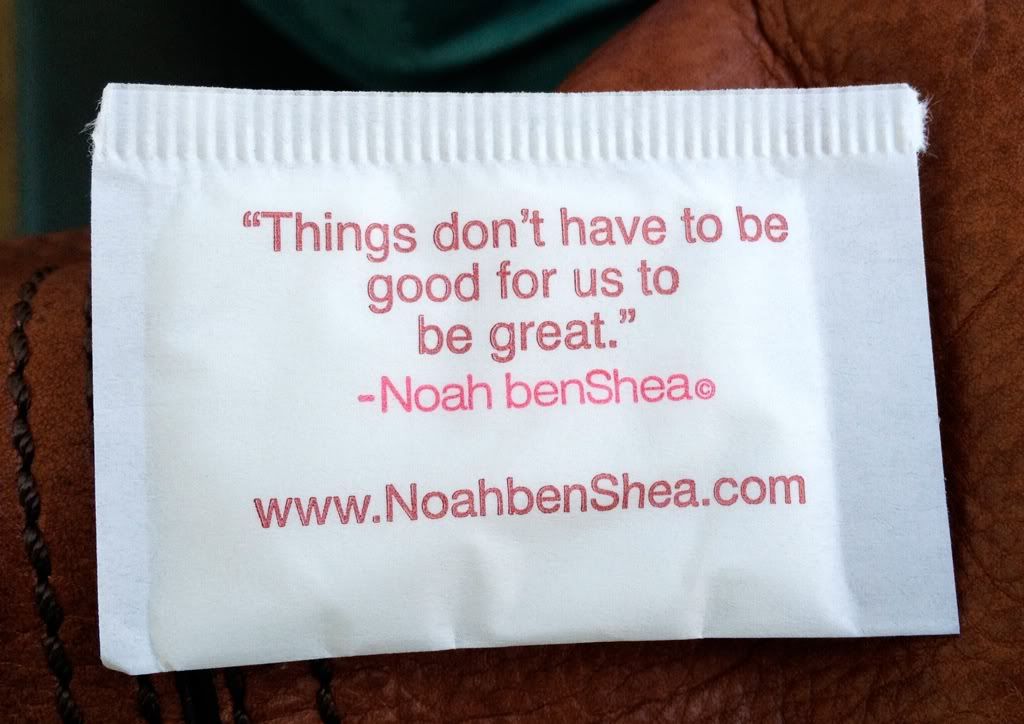 “Things don’t have to be
good for us to
be great.”
-Noah benShea©
www.NoahbenShea.com